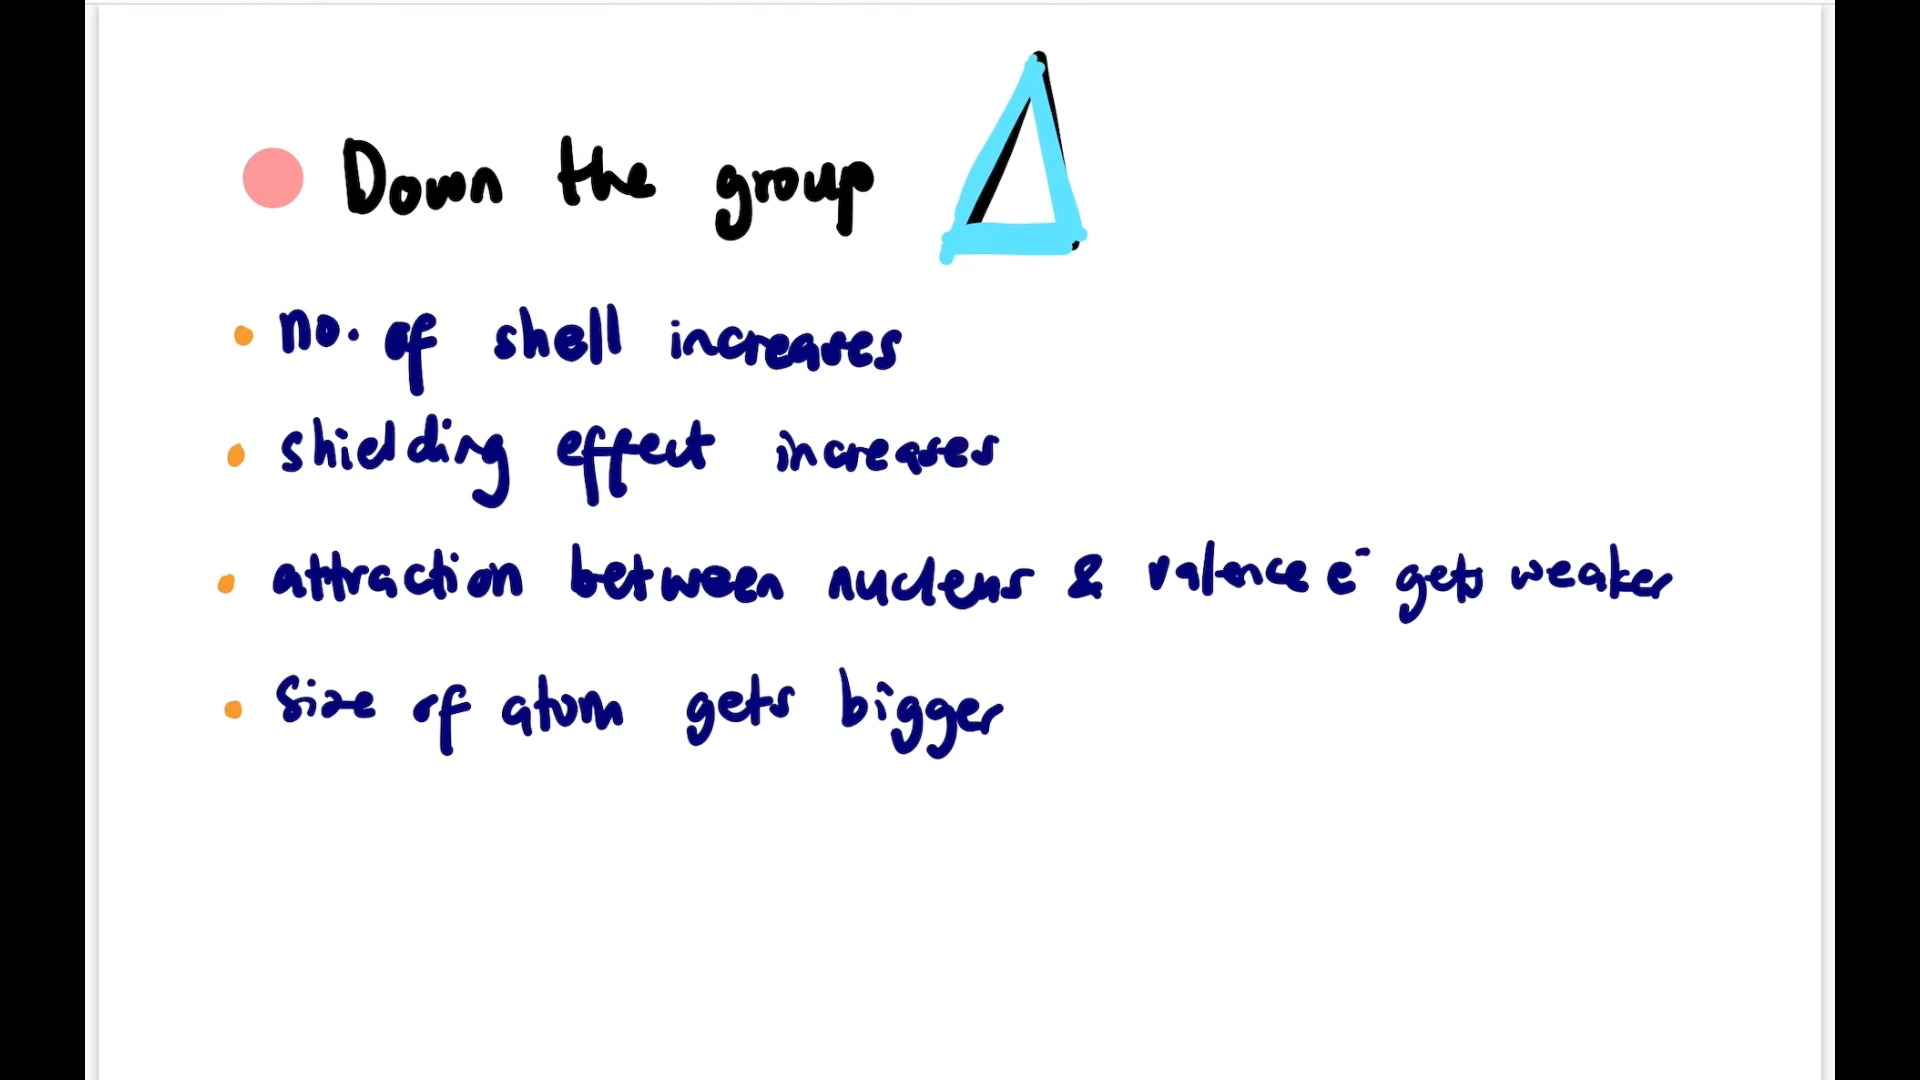 Down the group
no. of shell increases
shielding effect increases
attraction between nucleus & valence e⁻ gets weaker
size of atom gets bigger